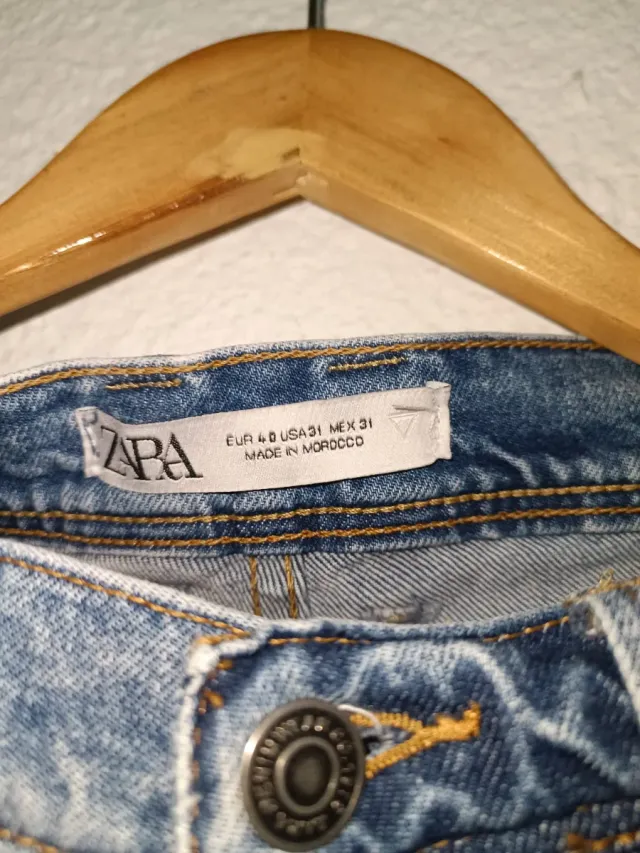 ZARA
EUR 40 USA 31 MEX 31
MADE IN MOROCCO